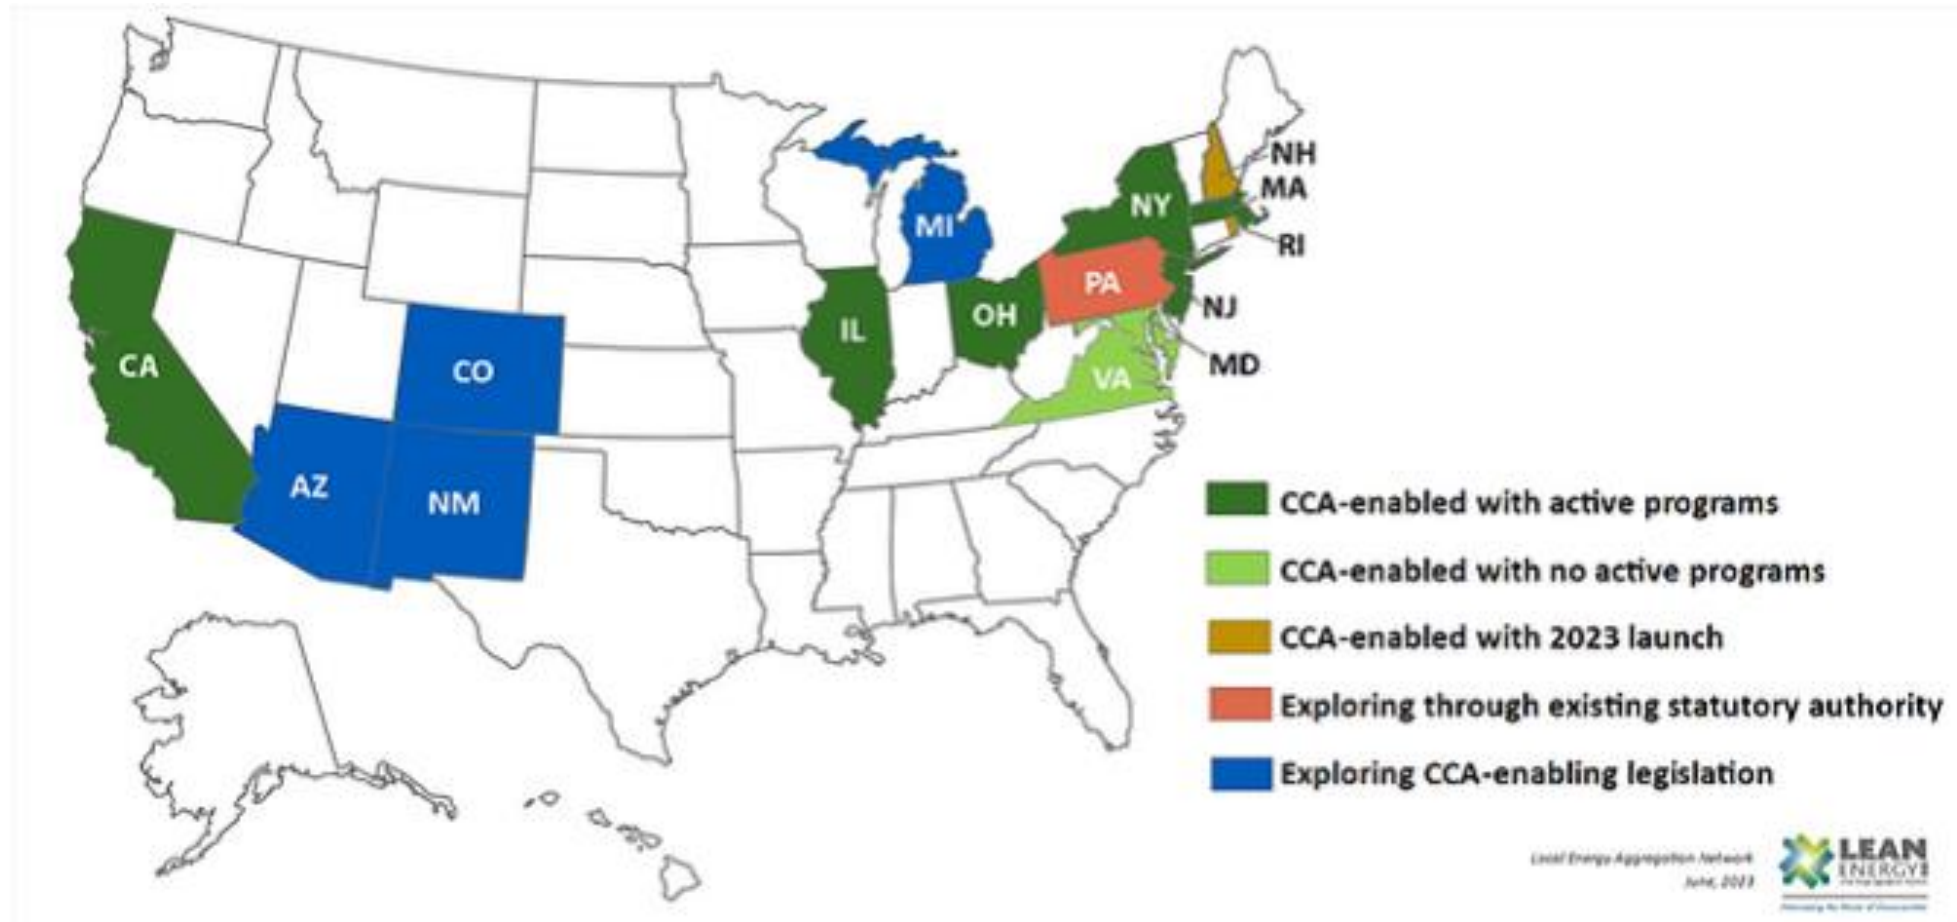 NH
MA
NY
MI
RI
PA
NJ
OH
IL
MD
CA
CO
VA
AZ
NM
CCA-enabled with active programs
CCA-enabled with no active programs
CCA-enabled with 2023 launch
Exploring through existing statutory authority
Exploring CCA-enabling legislation
Local Energy Aggregation Network
June, 2023
LEAN
ENERGY